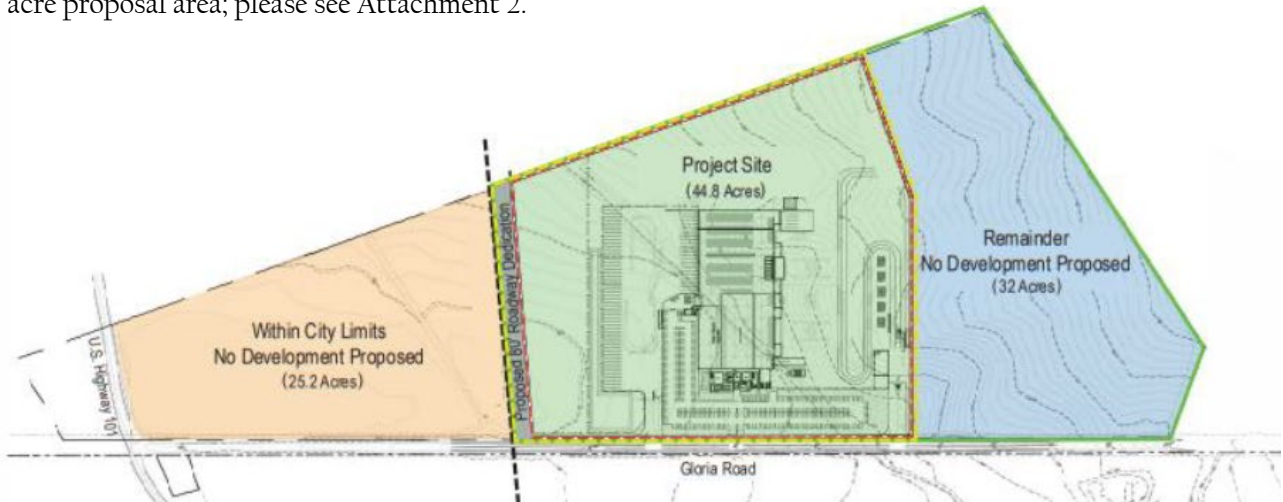 acre proposal area; please see Attachment 2.
Project Site
(44.8 Acres)
Proposed 60' Roadway Dedication
Remainder
No Development Proposed
(32 Acres)
Within City Limits
No Development Proposed
(25.2 Acres)
U.S. Highway 101
Gloria Road